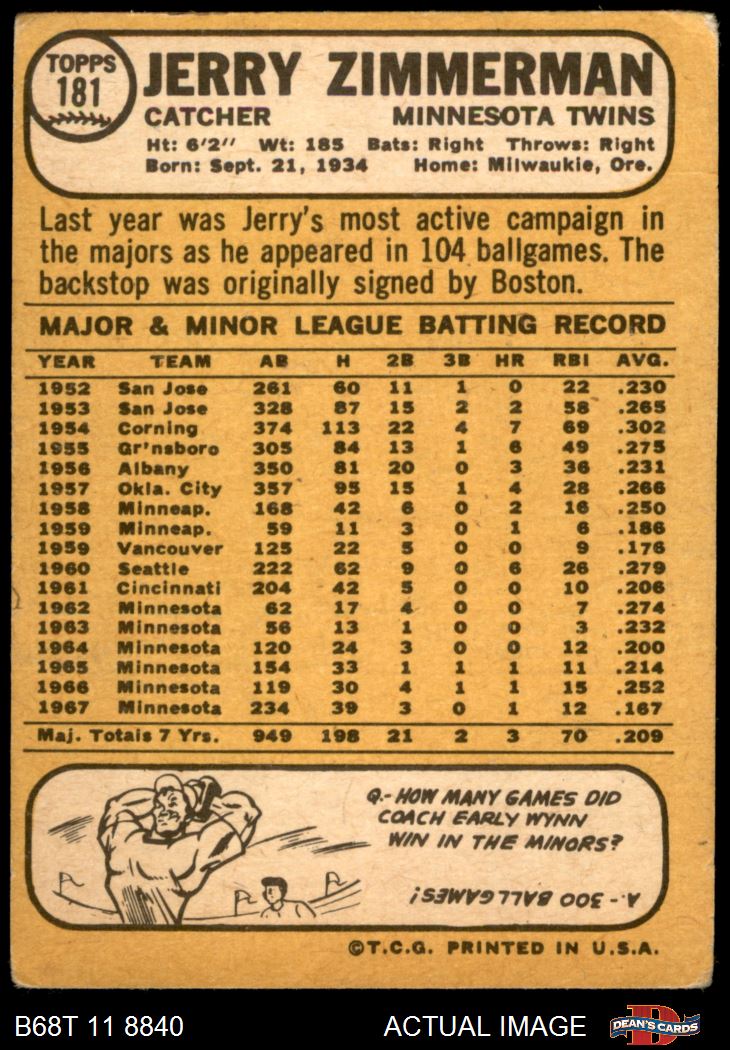 TOPPS
181
JERRY ZIMMERMAN
CATCHER MINNESOTA TWINS
Ht: 6'2" Wt: 185 Bats: Right Throws: Right
Born: Sept. 21, 1934 Home: Milwaukie, Ore.
Last year was Jerry's most active campaign in
the majors as he appeared in 104 ballgames. The
backstop was originally signed by Boston.
MAJOR & MINOR LEAGUE BATTING RECORD
YEAR TEAM AB H 2B 3B HR RBI AVG.
1952 San Jose 261 60 11 1 0 22 .230
1953 San Jose 328 87 15 2 2 58 .265
1954 Corning 374 113 22 4 7 69 .302
1955 Gr'nsboro 305 84 13 1 6 49 .275
1956 Albany 350 81 20 0 3 36 .231
1957 Okla. City 357 95 15 1 4 28 .266
1958 Minneap. 168 42 6 0 2 16 .250
1959 Minneap. 59 11 3 0 1 6 .186
1959 Vancouver 125 22 5 0 0 9 .176
1960 Seattle 222 62 9 0 6 26 .279
1961 Cincinnati 204 42 5 0 0 10 .206
1962 Minnesota 62 17 4 0 0 7 .274
1963 Minnesota 56 13 1 0 0 3 .232
1964 Minnesota 120 24 3 0 0 12 .200
1965 Minnesota 154 33 1 1 1 11 .214
1966 Minnesota 119 30 4 1 1 15 .252
1967 Minnesota 234 39 3 0 1 12 .167
Maj. Totals 7 Yrs. 949 198 21 2 3 70 .209
Q.- HOW MANY GAMES DID
COACH EARLY WYNN
WIN IN THE MINORS?
A.- 300 BALLGAMES!
©T.C.G. PRINTED IN U.S.A.
B68T 11 8840 ACTUAL IMAGE DEAN'S CARDS